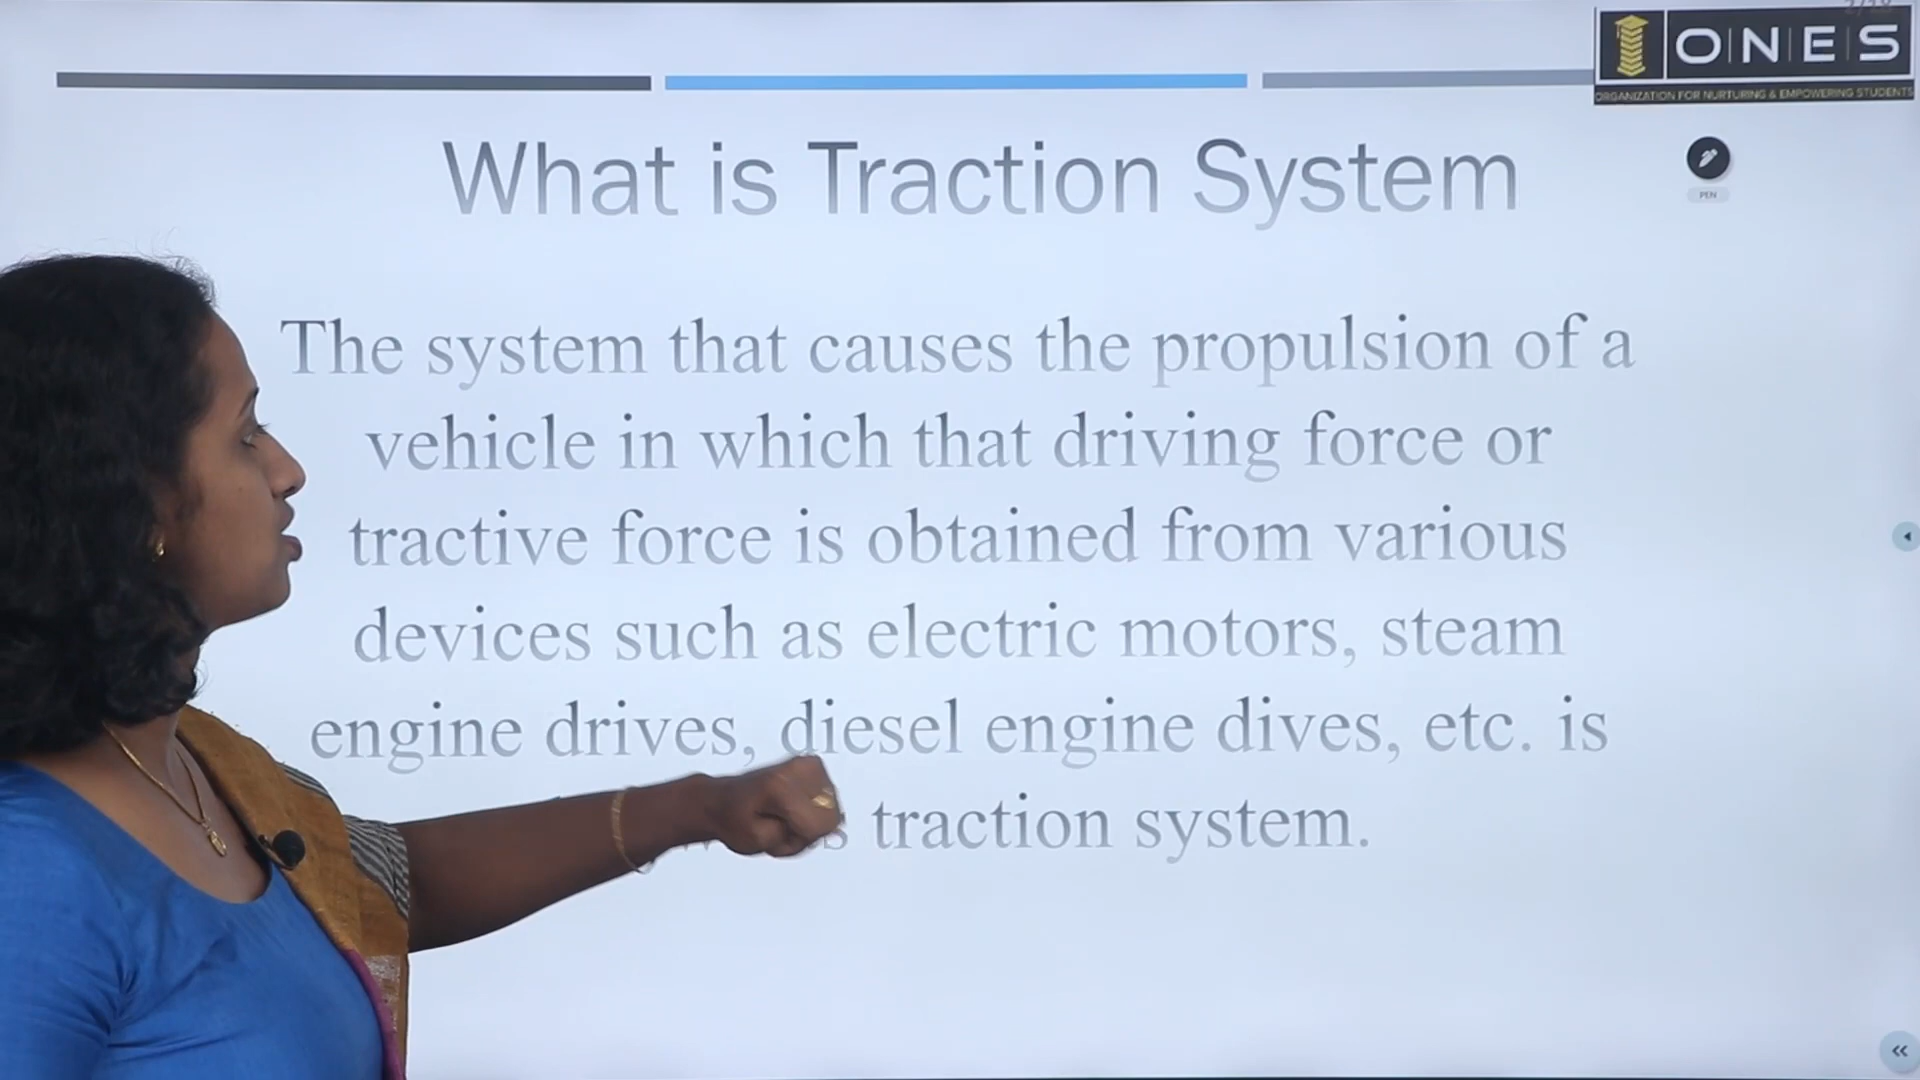 ONES
ORGANIZATION FOR NURTURING & EMPOWERING STUDENTS
What is Traction System
PEN
The system that causes the propulsion of a
vehicle in which that driving force or
tractive force is obtained from various
devices such as electric motors, steam
engine drives, diesel engine dives, etc. is
traction system.